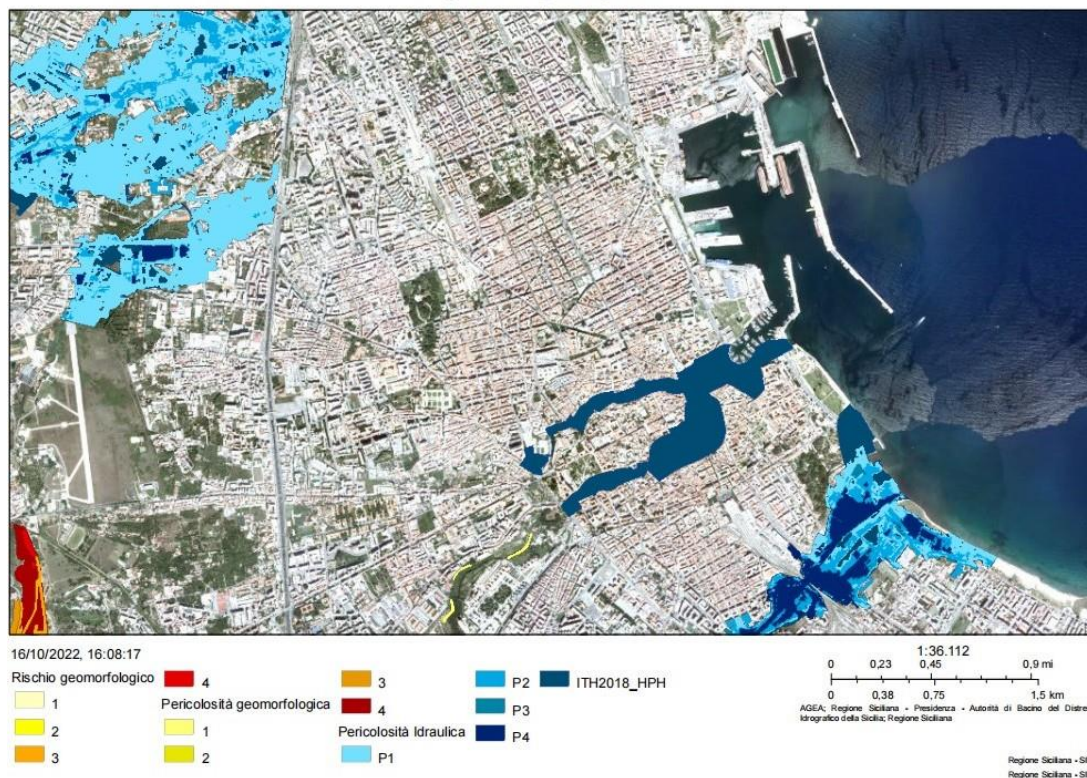 16/10/2022, 16:08:17
Rischio geomorfologico
1
2
3
4
Pericolosità geomorfologica
1
2
3
4
Pericolosità Idraulica
P1
P2
P3
P4
ITH2018_HPH
1:36.112
0 0,23 0,45 0,9 mi
0 0,38 0,75 1,5 km
AGEA; Regione Siciliana - Presidenza - Autorità di Bacino del Distre
Idrografico della Sicilia; Regione Siciliana
Regione Siciliana - SI
Regione Siciliana - SI